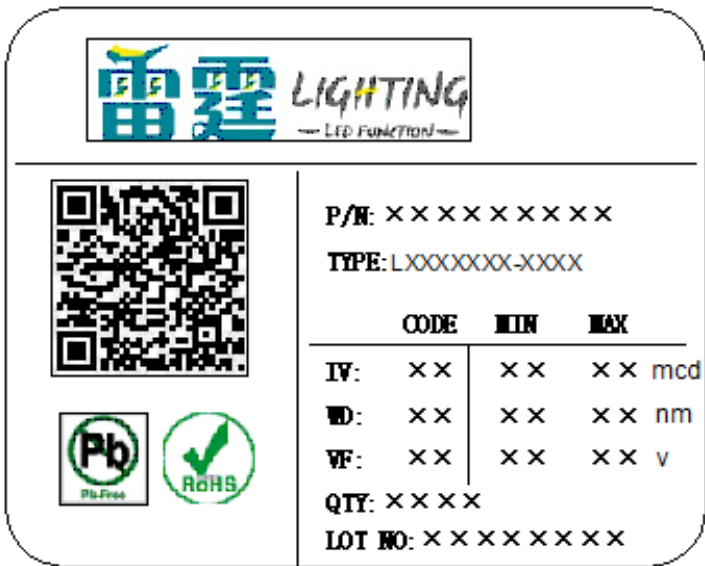 雷霆 LIGHTING
— LED FUNCTION —
P/N: ×××××××××
TYPE: LXXXXXXX-XXXX
CODE MIN MAX
IV: ×× ×× ×× mcd
WD: ×× ×× ×× nm
VF: ×× ×× ×× v
QTY: ××××
LOT NO: ××××××××
Pb
Pb-Free
RoHS